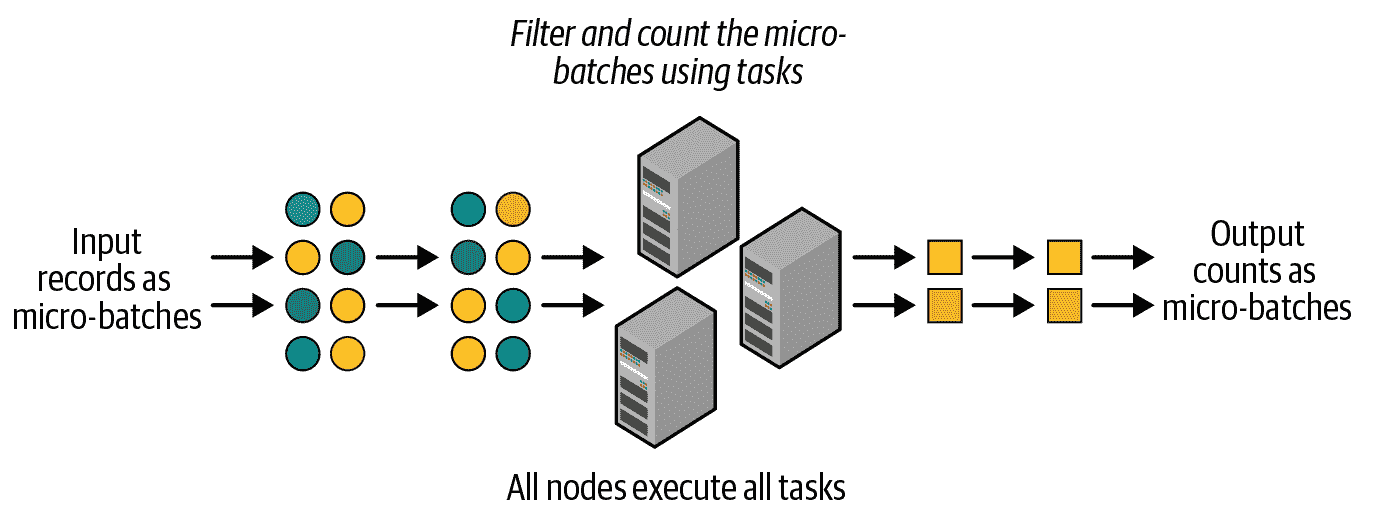 Filter and count the micro-
batches using tasks
Input
records as
micro-batches
Output
counts as
micro-batches
All nodes execute all tasks